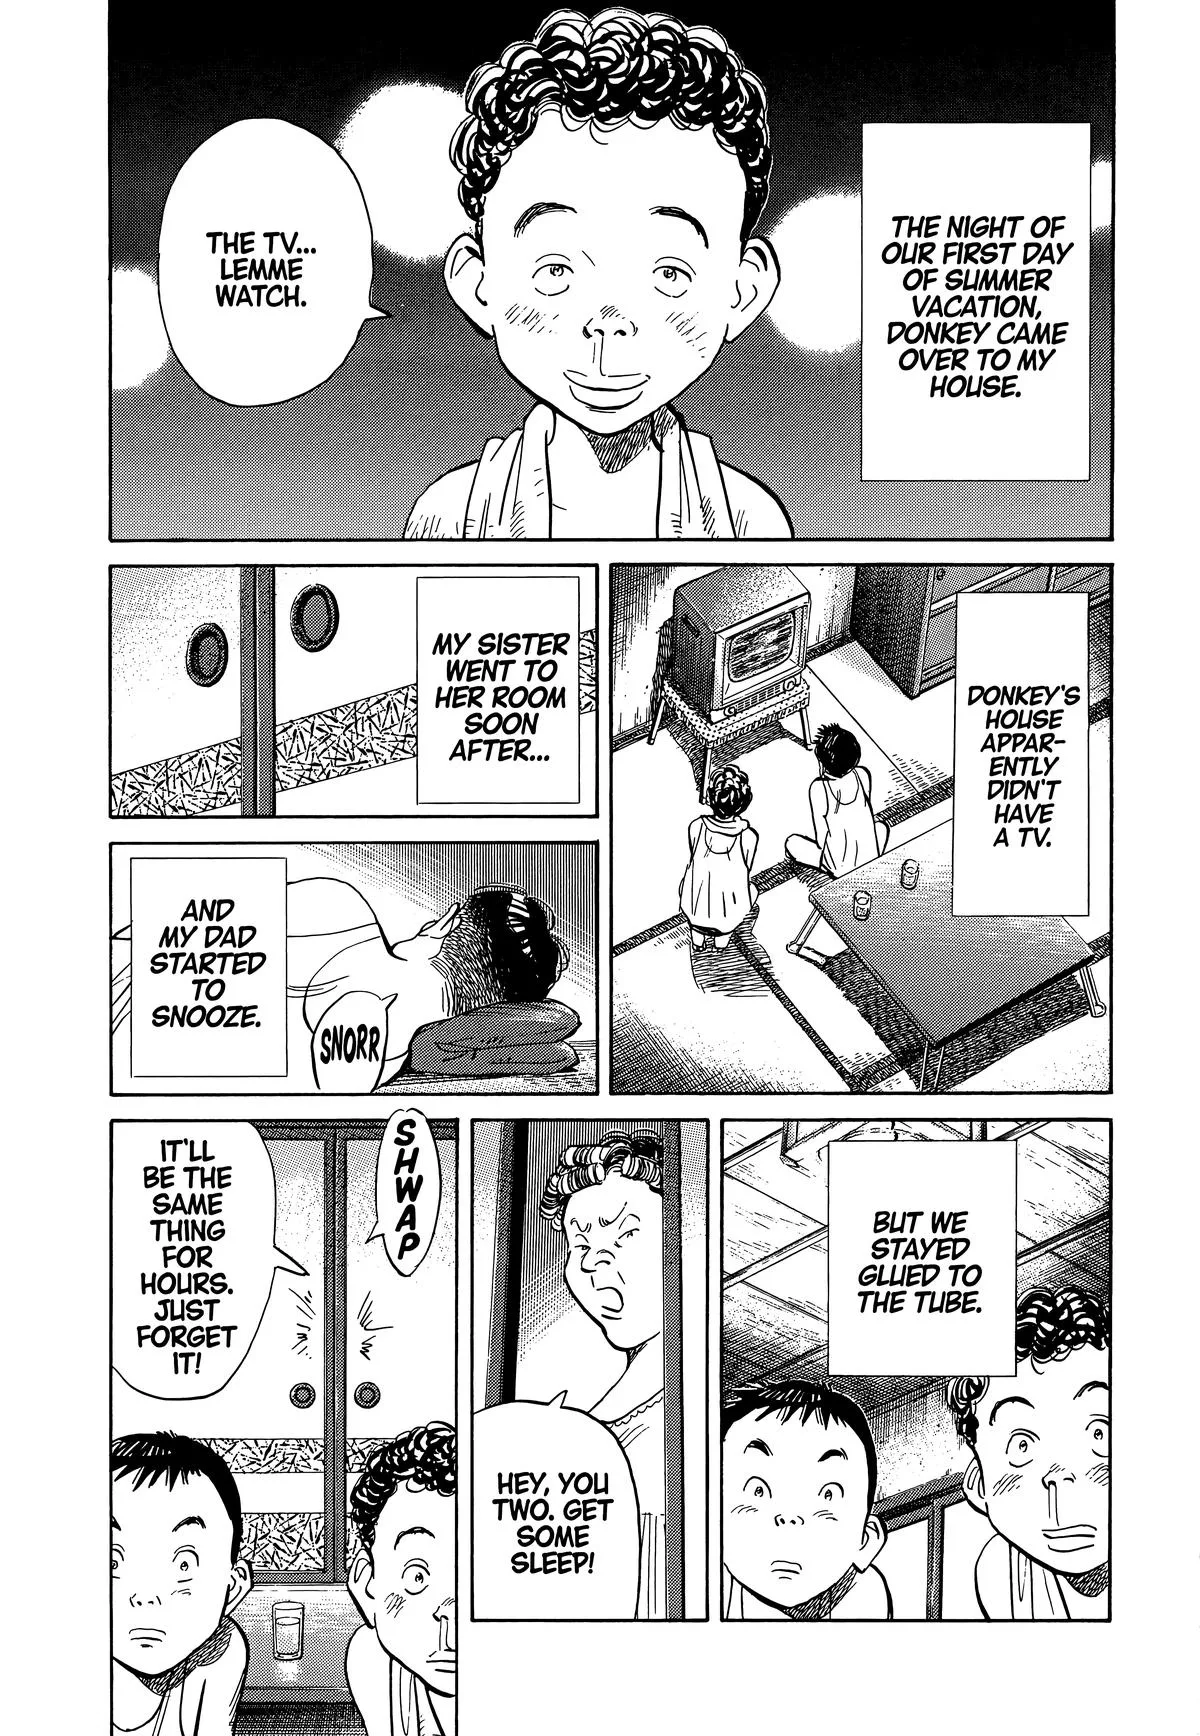 THE NIGHT OF
OUR FIRST DAY
OF SUMMER
VACATION,
DONKEY CAME
OVER TO MY
HOUSE.
THE TV...
LEMME
WATCH.
DONKEY'S
HOUSE
APPAR-
ENTLY
DIDN'T
HAVE
A TV.
MY SISTER
WENT TO
HER ROOM
SOON
AFTER...
AND
MY DAD
STARTED
TO
SNOOZE.
SNORR
BUT WE
STAYED
GLUED TO
THE TUBE.
HEY, YOU
TWO. GET
SOME
SLEEP!
SHWAP
IT'LL
BE THE
SAME
THING
FOR
HOURS.
JUST
FORGET
IT!